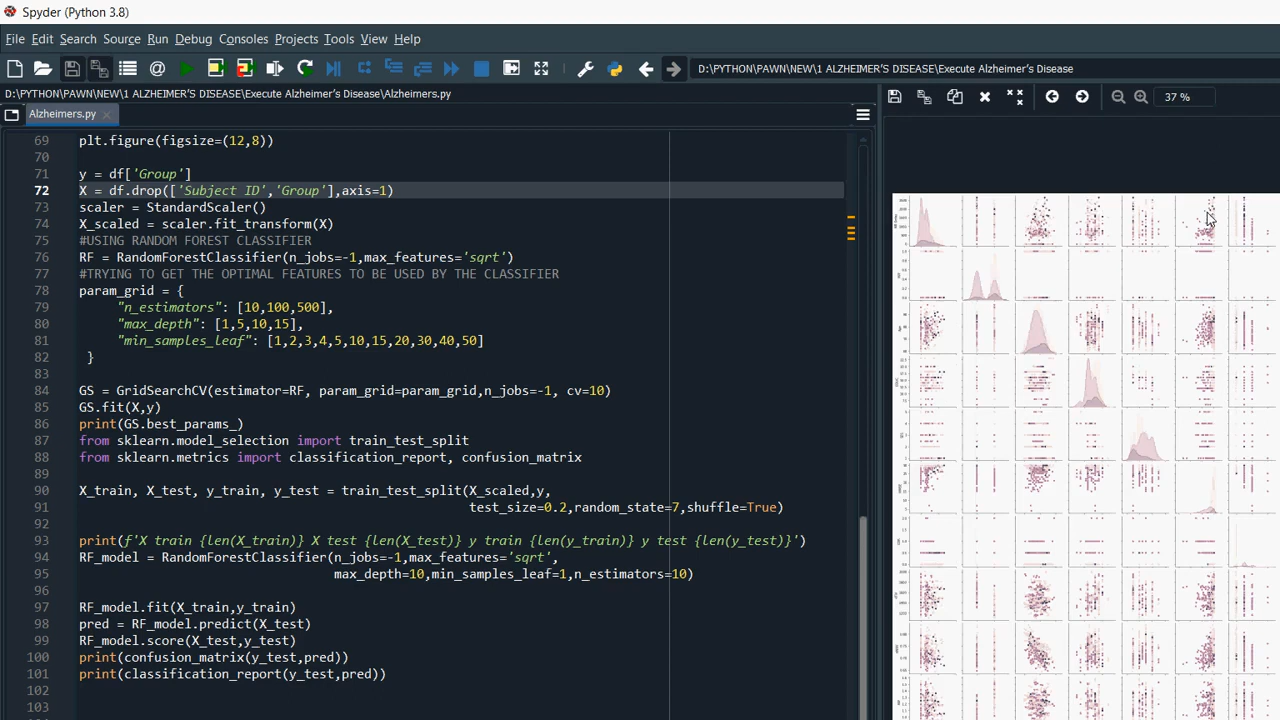 Spyder (Python 3.8)
File Edit Search Source Run Debug Consoles Projects Tools View Help
D:\PYTHON\PAWN\NEW\1 ALZHEIMER'S DISEASE\Execute Alzheimer's Disease
D:\PYTHON\PAWN\NEW\1 ALZHEIMER'S DISEASE\Execute Alzheimer's Disease\Alzheimers.py
Alzheimers.py
37 %
69 plt.figure(figsize=(12,8))
70
71 y = df['Group']
72 X = df.drop(['Subject ID','Group'],axis=1)
73 scaler = StandardScaler()
74 X_scaled = scaler.fit_transform(X)
75 #USING RANDOM FOREST CLASSIFIER
76 RF = RandomForestClassifier(n_jobs=-1,max_features='sqrt')
77 #TRYING TO GET THE OPTIMAL FEATURES TO BE USED BY THE CLASSIFIER
78 param_grid = {
79 "n_estimators": [10,100,500],
80 "max_depth": [1,5,10,15],
81 "min_samples_leaf": [1,2,3,4,5,10,15,20,30,40,50]
82 }
83
84 GS = GridSearchCV(estimator=RF, param_grid=param_grid,n_jobs=-1, cv=10)
85 GS.fit(X,y)
86 print(GS.best_params_)
87 from sklearn.model_selection import train_test_split
88 from sklearn.metrics import classification_report, confusion_matrix
89
90 X_train, X_test, y_train, y_test = train_test_split(X_scaled,y,
91 test_size=0.2,random_state=7,shuffle=True)
92
93 print(f'X train {len(X_train)} X test {len(X_test)} y train {len(y_train)} y test {len(y_test)}')
94 RF_model = RandomForestClassifier(n_jobs=-1,max_features='sqrt',
95 max_depth=10,min_samples_leaf=1,n_estimators=10)
96
97 RF_model.fit(X_train,y_train)
98 pred = RF_model.predict(X_test)
99 RF_model.score(X_test,y_test)
100 print(confusion_matrix(y_test,pred))
101 print(classification_report(y_test,pred))
102
103